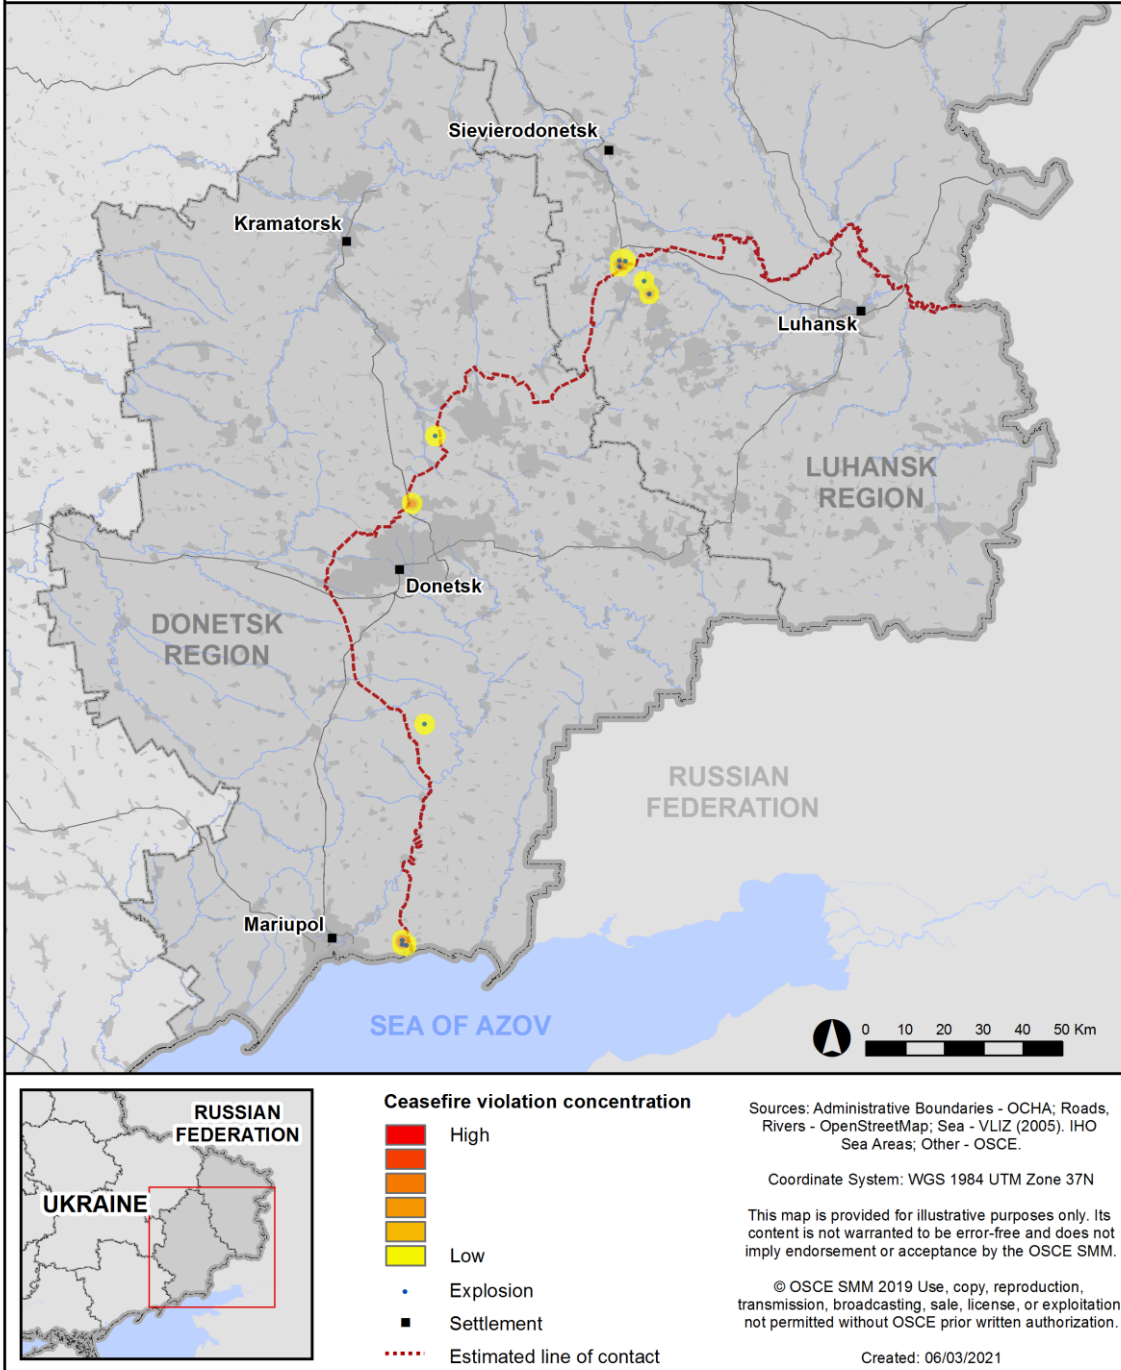 Sievierodonetsk
Kramatorsk
Luhansk
LUHANSK
REGION
Donetsk
DONETSK
REGION
RUSSIAN
FEDERATION
Mariupol
SEA OF AZOV
0 10 20 30 40 50 Km
RUSSIAN
FEDERATION
UKRAINE
Ceasefire violation concentration
High
Low
Explosion
Settlement
Estimated line of contact
Sources: Administrative Boundaries - OCHA; Roads,
Rivers - OpenStreetMap; Sea - VLIZ (2005). IHO
Sea Areas; Other - OSCE.
Coordinate System: WGS 1984 UTM Zone 37N
This map is provided for illustrative purposes only. Its
content is not warranted to be error-free and does not
imply endorsement or acceptance by the OSCE SMM.
© OSCE SMM 2019 Use, copy, reproduction,
transmission, broadcasting, sale, license, or exploitation
not permitted without OSCE prior written authorization.
Created: 06/03/2021